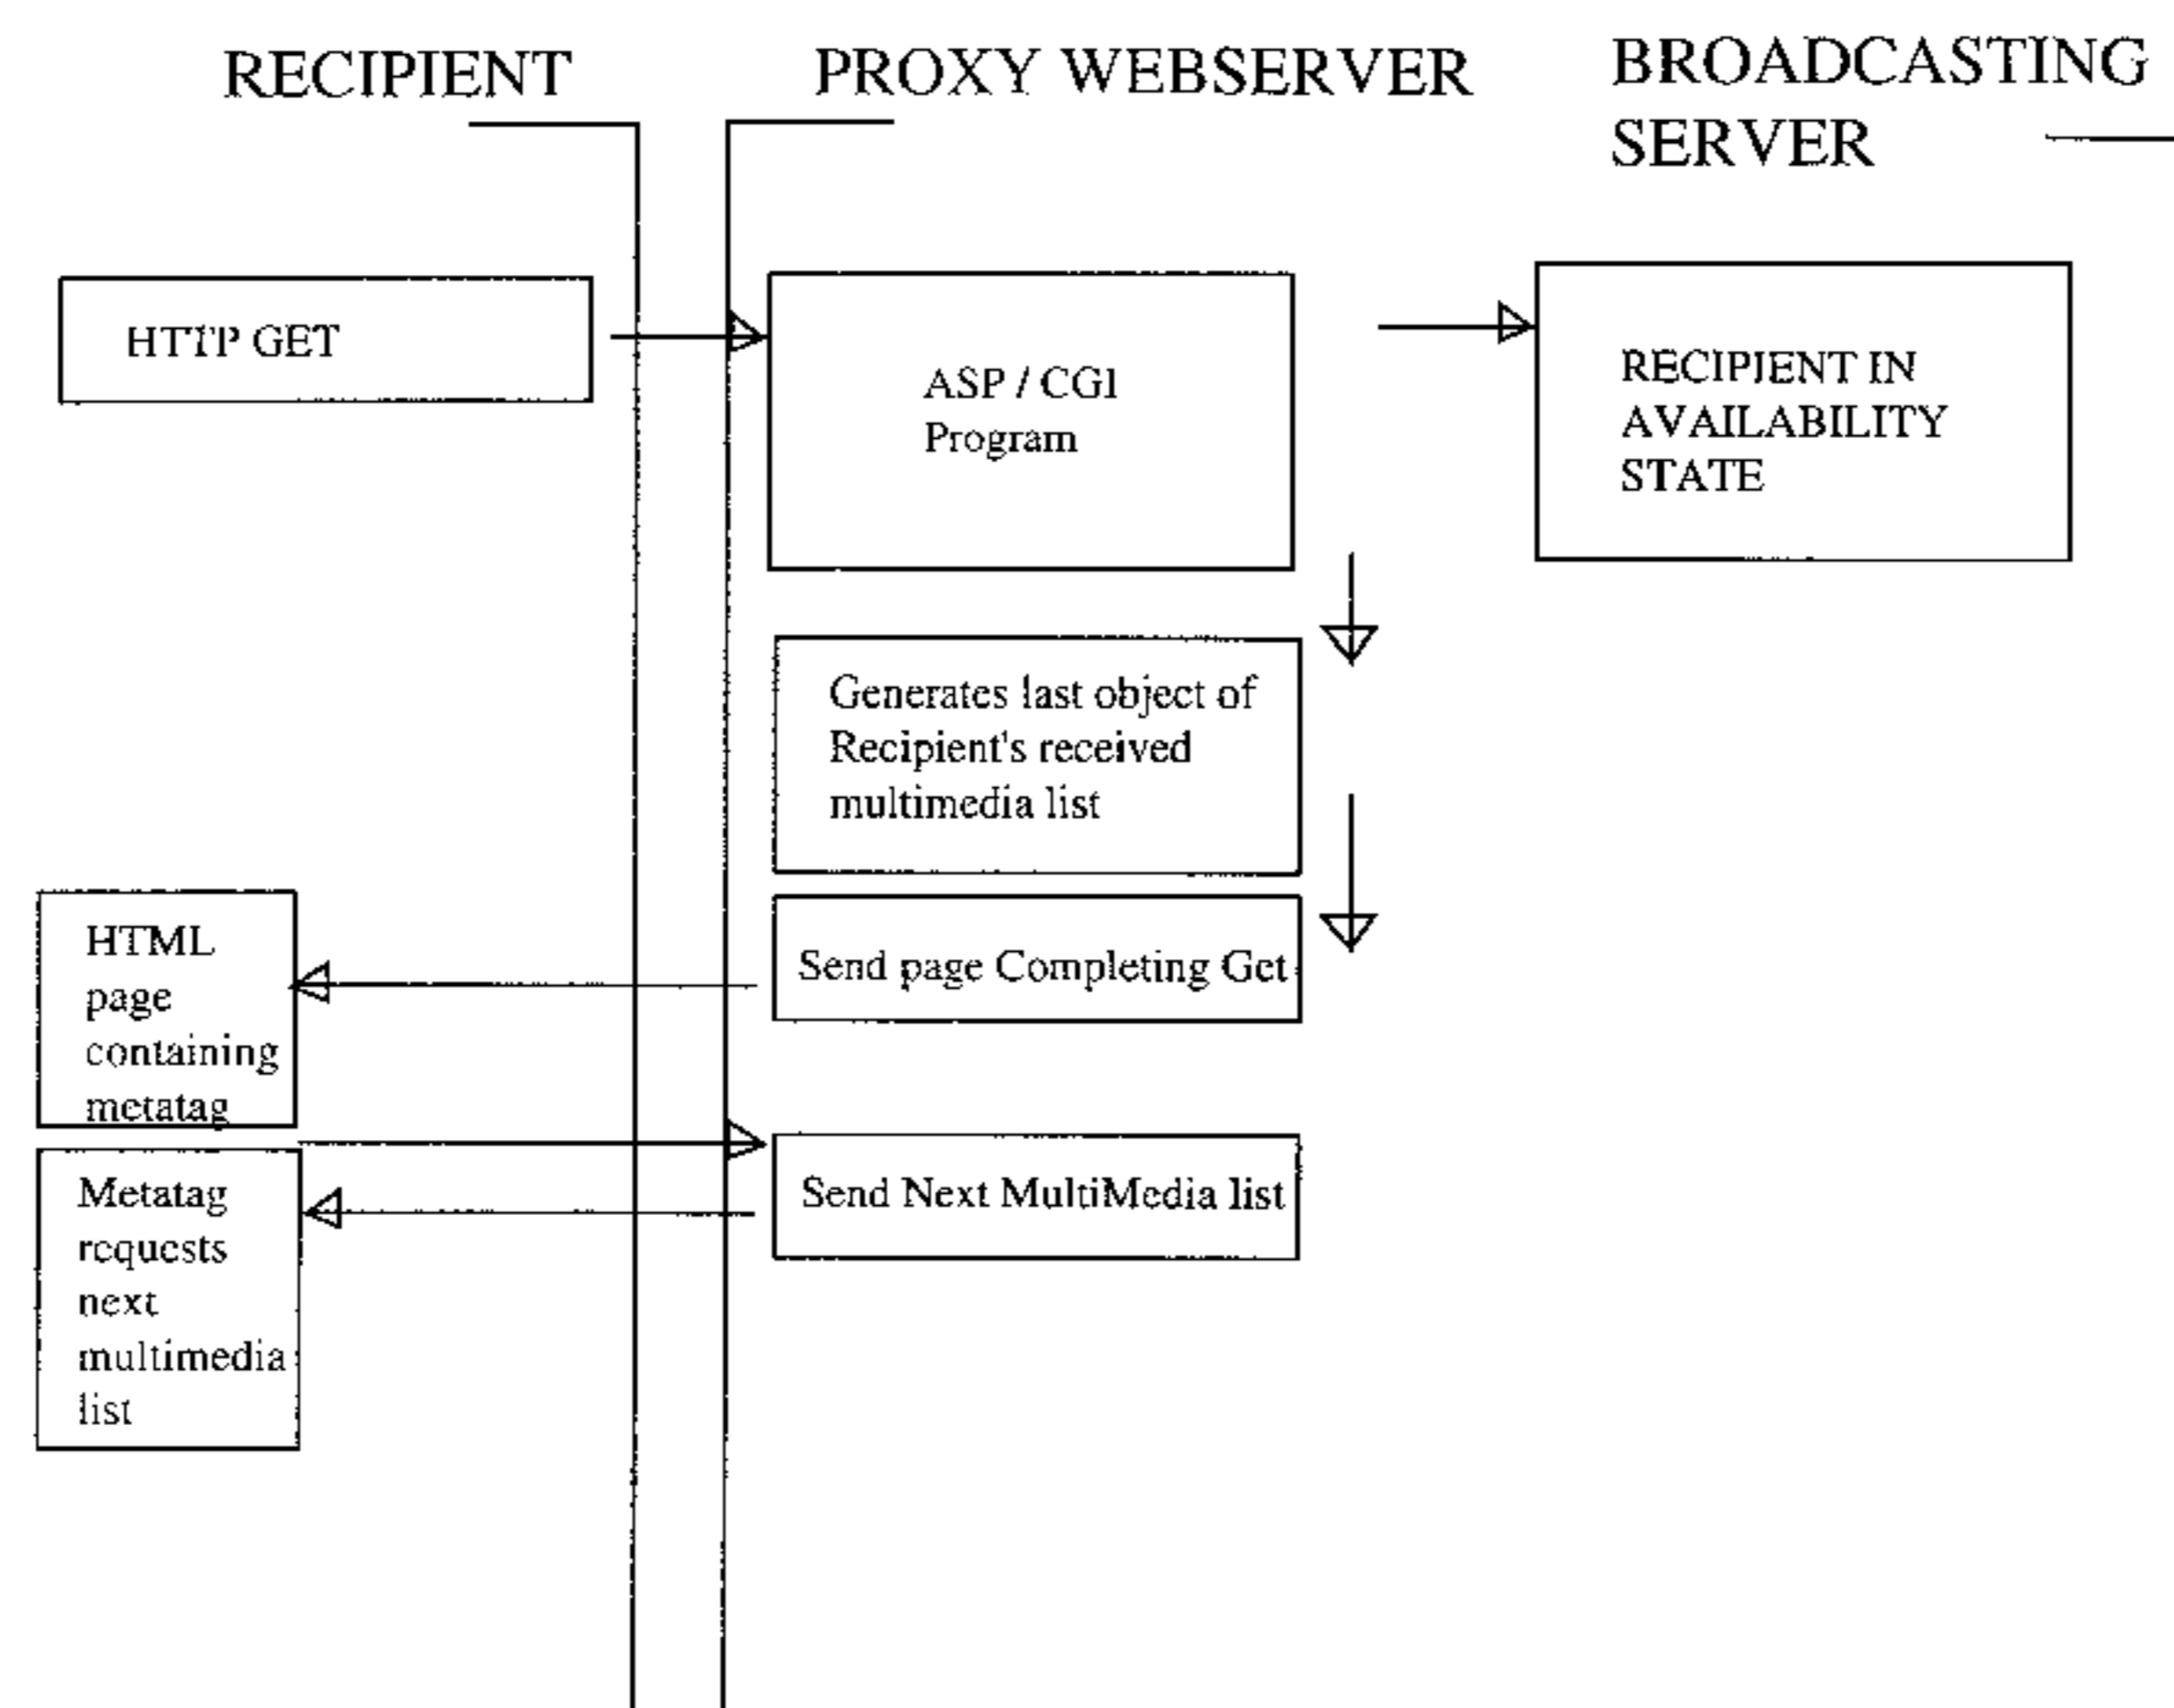 RECIPIENT
PROXY WEBSERVER
BROADCASTING
SERVER
HTTP GET
ASP / CGI
Program
RECIPIENT IN
AVAILABILITY
STATE
Generates last object of
Recipient's received
multimedia list
HTML
page
containing
metatag
Send page Completing Get
Metatag
requests
next
multimedia
list
Send Next MultiMedia list